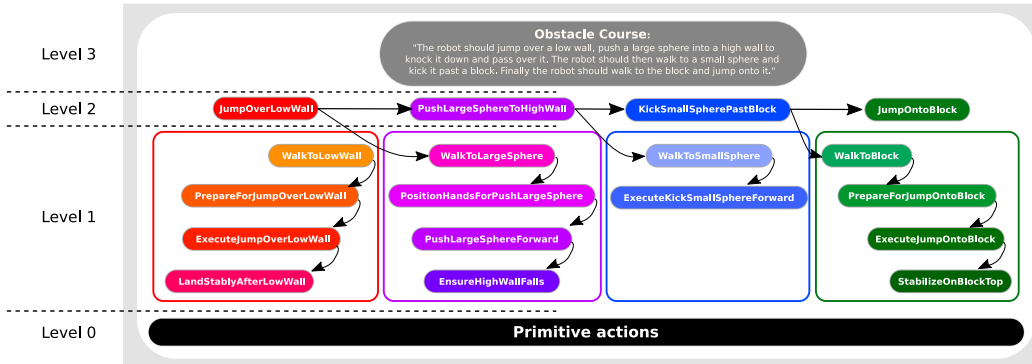 Level 3
Obstacle Course:
"The robot should jump over a low wall, push a large sphere into a high wall to
knock it down and pass over it. The robot should then walk to a small sphere and
kick it past a block. Finally the robot should walk to the block and jump onto it."
Level 2
JumpOverLowWall
PushLargeSphereToHighWall
KickSmallSpherePastBlock
JumpOntoBlock
Level 1
WalkToLowWall
PrepareForJumpOverLowWall
ExecuteJumpOverLowWall
LandStablyAfterLowWall
WalkToLargeSphere
PositionHandsForPushLargeSphere
PushLargeSphereForward
EnsureHighWallFalls
WalkToSmallSphere
ExecuteKickSmallSphereForward
WalkToBlock
PrepareForJumpOntoBlock
ExecuteJumpOntoBlock
StabilizeOnBlockTop
Level 0
Primitive actions